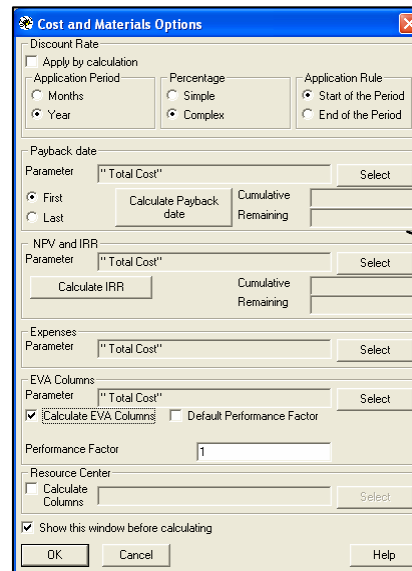 Cost and Materials Options
Discount Rate
Apply by calculation
Application Period
Percentage
Application Rule
Months
Simple
Start of the Period
Year
Complex
End of the Period
Payback date
Parameter " Total Cost" Select
First
Last
Calculate Payback
date
Cumulative
Remaining
NPV and IRR
Parameter " Total Cost" Select
Calculate IRR
Cumulative
Remaining
Expenses
Parameter " Total Cost" Select
EVA Columns
Parameter " Total Cost" Select
Calculate EVA Columns Default Performance Factor
Performance Factor 1
Resource Center
Calculate
Columns
Select
Show this window before calculating
OK Cancel Help